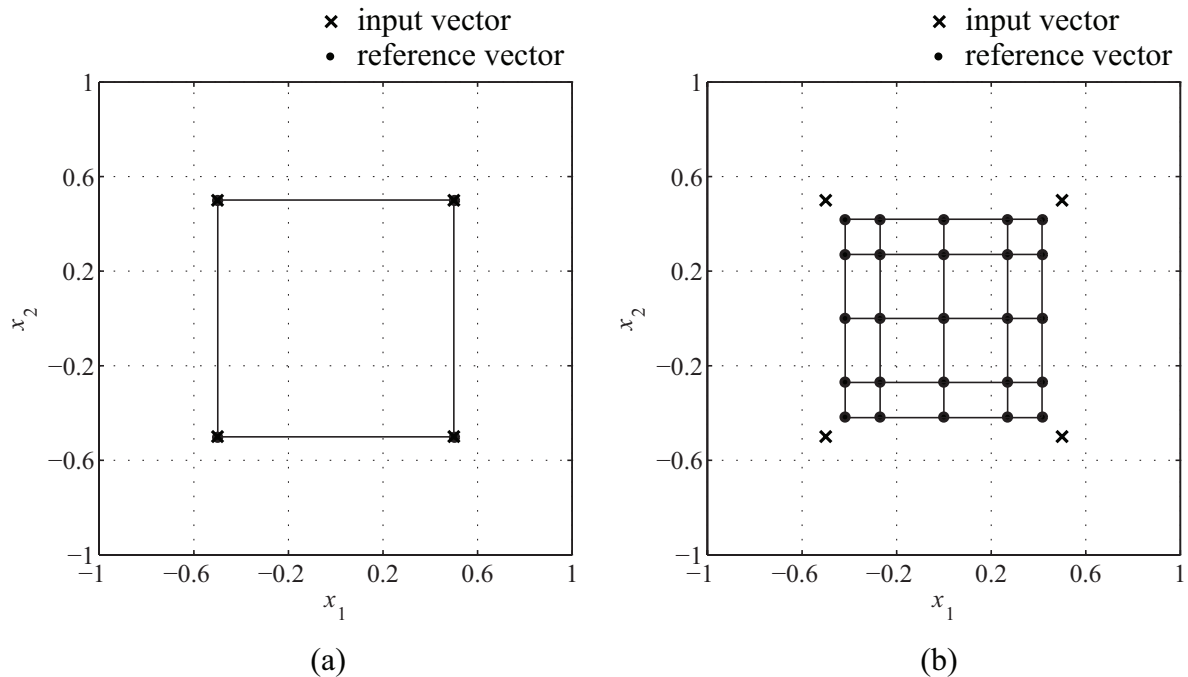 × input vector
• reference vector
1
0.6
0.2
−0.2
−0.6
−1
x2
−1 −0.6 −0.2 0.2 0.6 1
x1
(a)
× input vector
• reference vector
1
0.6
0.2
−0.2
−0.6
−1
x2
−1 −0.6 −0.2 0.2 0.6 1
x1
(b)